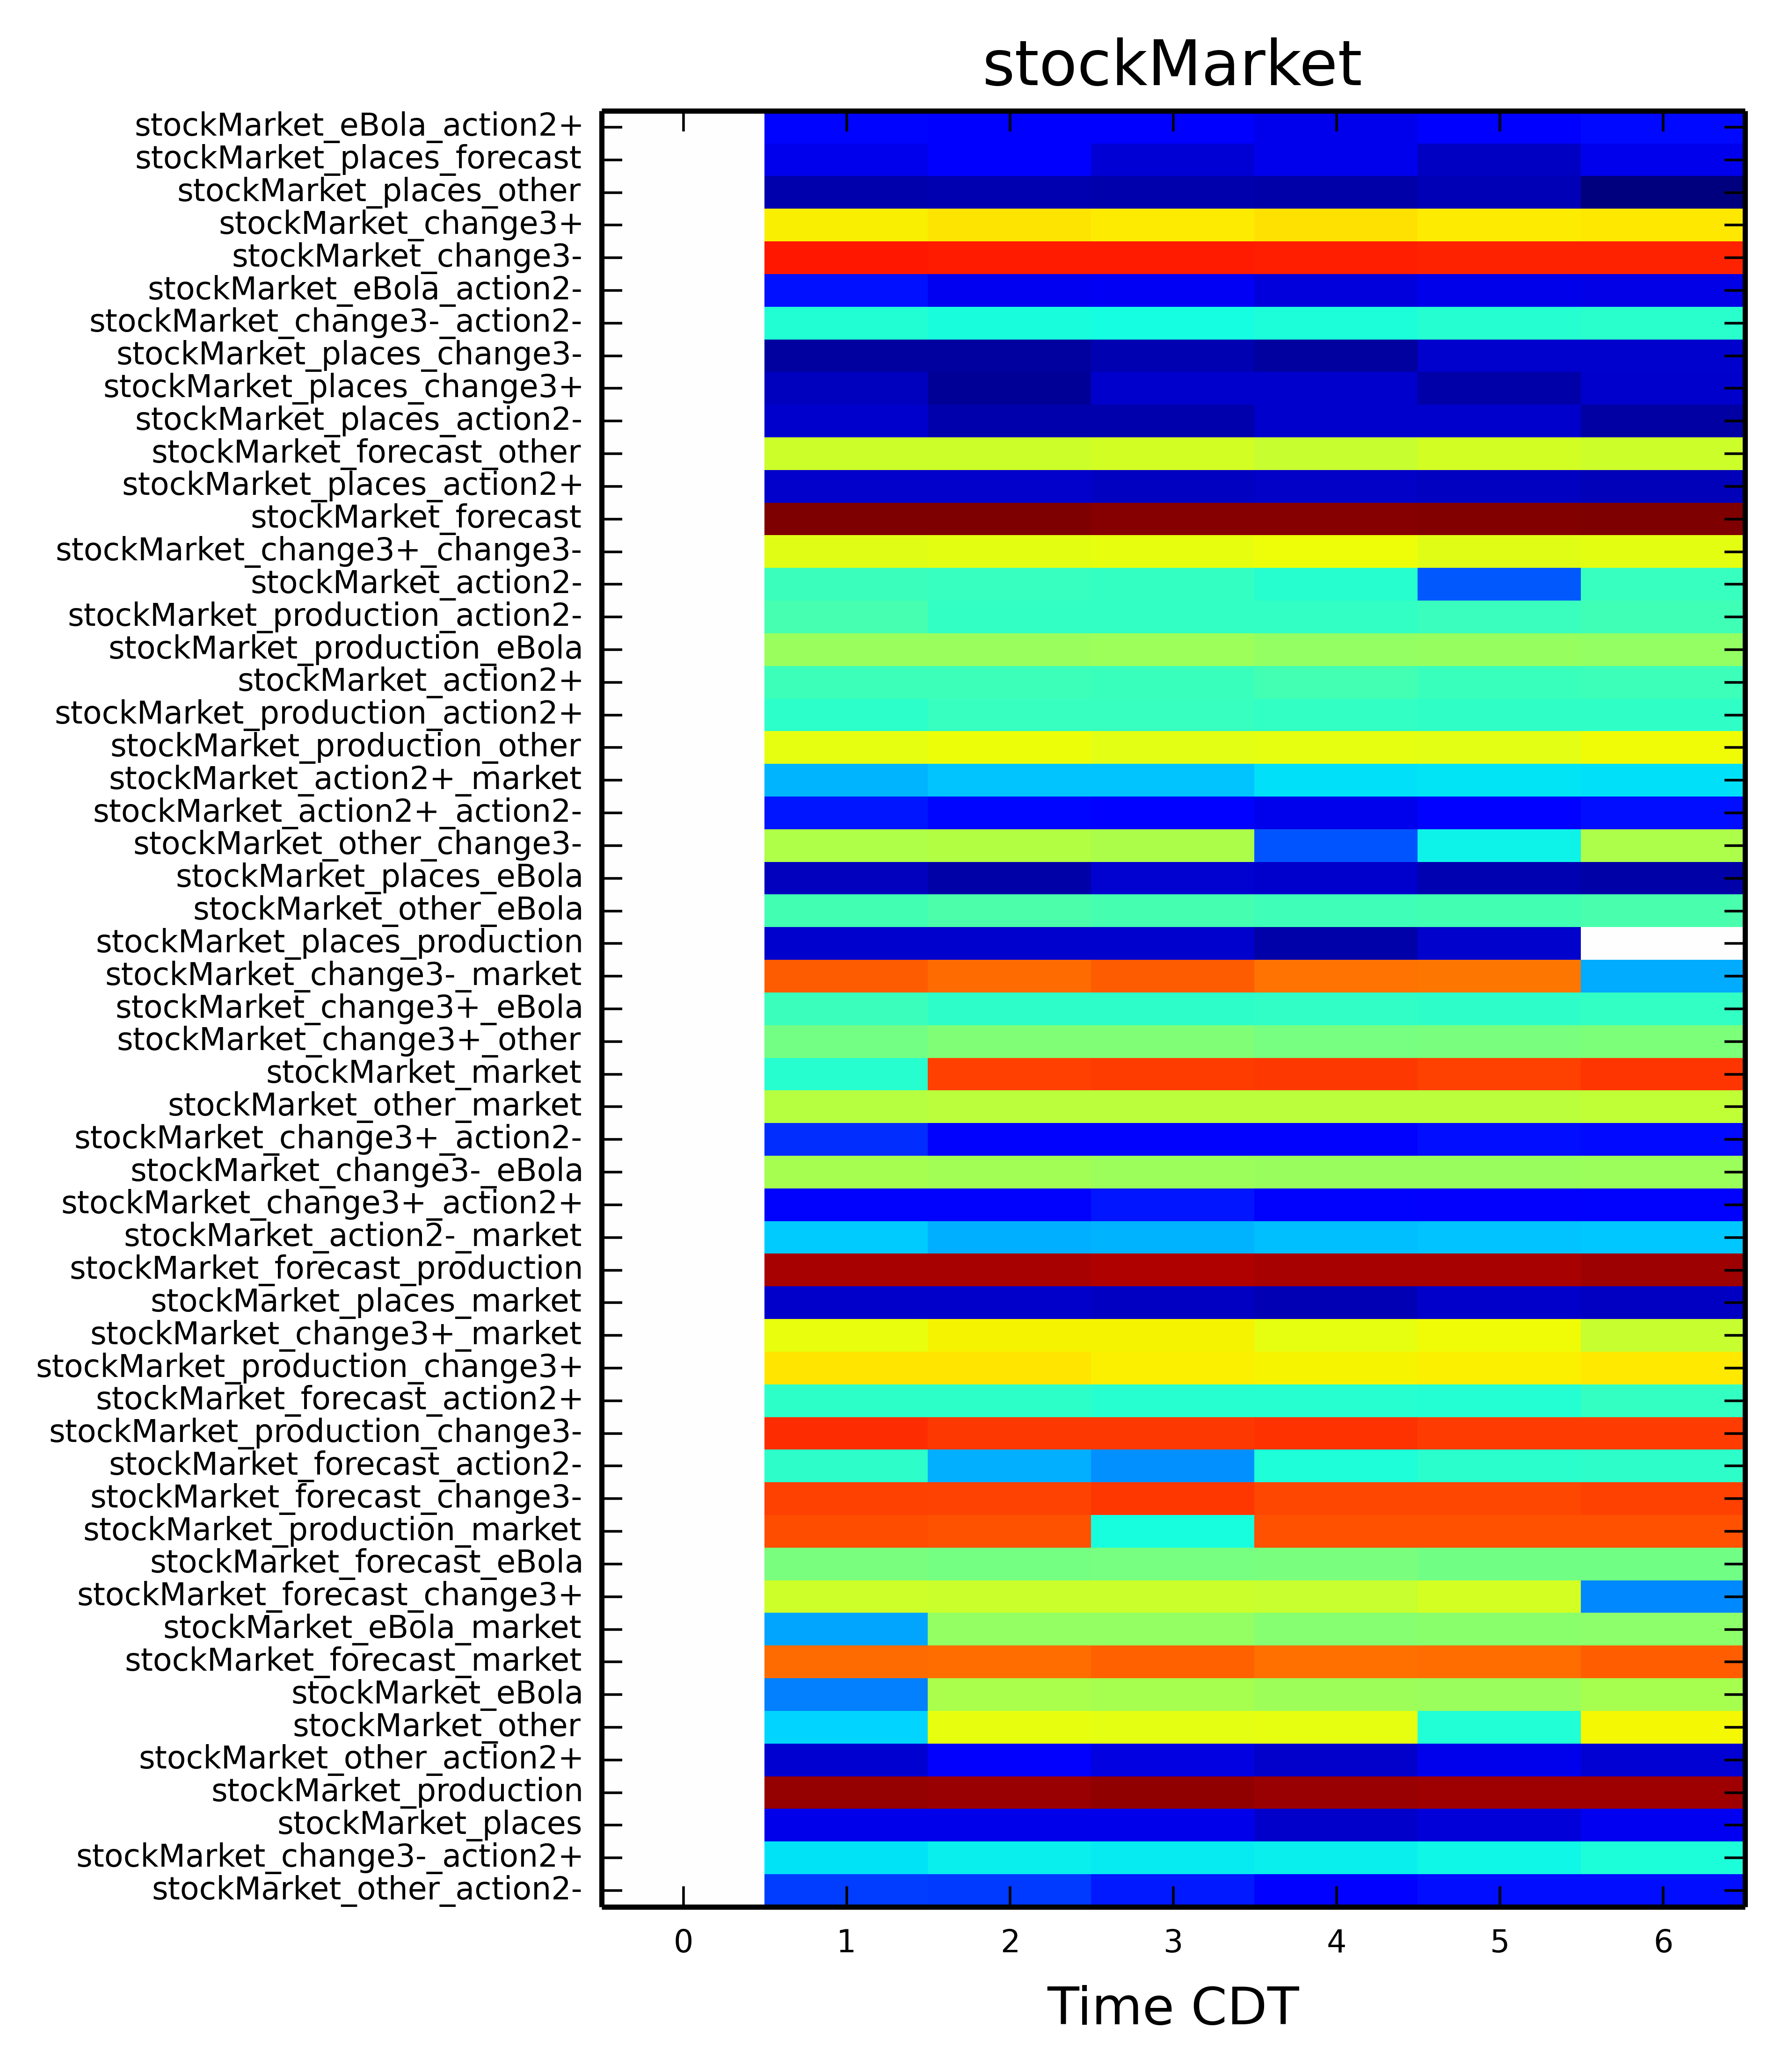 stockMarket
stockMarket_eBola_action2+
stockMarket_places_forecast
stockMarket_places_other
stockMarket_change3+
stockMarket_change3-
stockMarket_eBola_action2-
stockMarket_change3-_action2-
stockMarket_places_change3-
stockMarket_places_change3+
stockMarket_places_action2-
stockMarket_forecast_other
stockMarket_places_action2+
stockMarket_forecast
stockMarket_change3+_change3-
stockMarket_action2-
stockMarket_production_action2-
stockMarket_production_eBola
stockMarket_action2+
stockMarket_production_action2+
stockMarket_production_other
stockMarket_action2+_market
stockMarket_action2+_action2-
stockMarket_other_change3-
stockMarket_places_eBola
stockMarket_other_eBola
stockMarket_places_production
stockMarket_change3-_market
stockMarket_change3+_eBola
stockMarket_change3+_other
stockMarket_market
stockMarket_other_market
stockMarket_change3+_action2-
stockMarket_change3-_eBola
stockMarket_change3+_action2+
stockMarket_action2-_market
stockMarket_forecast_production
stockMarket_places_market
stockMarket_change3+_market
stockMarket_production_change3+
stockMarket_forecast_action2+
stockMarket_production_change3-
stockMarket_forecast_action2-
stockMarket_forecast_change3-
stockMarket_production_market
stockMarket_forecast_eBola
stockMarket_forecast_change3+
stockMarket_eBola_market
stockMarket_forecast_market
stockMarket_eBola
stockMarket_other
stockMarket_other_action2+
stockMarket_production
stockMarket_places
stockMarket_change3-_action2+
stockMarket_other_action2-
0 1 2 3 4 5 6
Time CDT